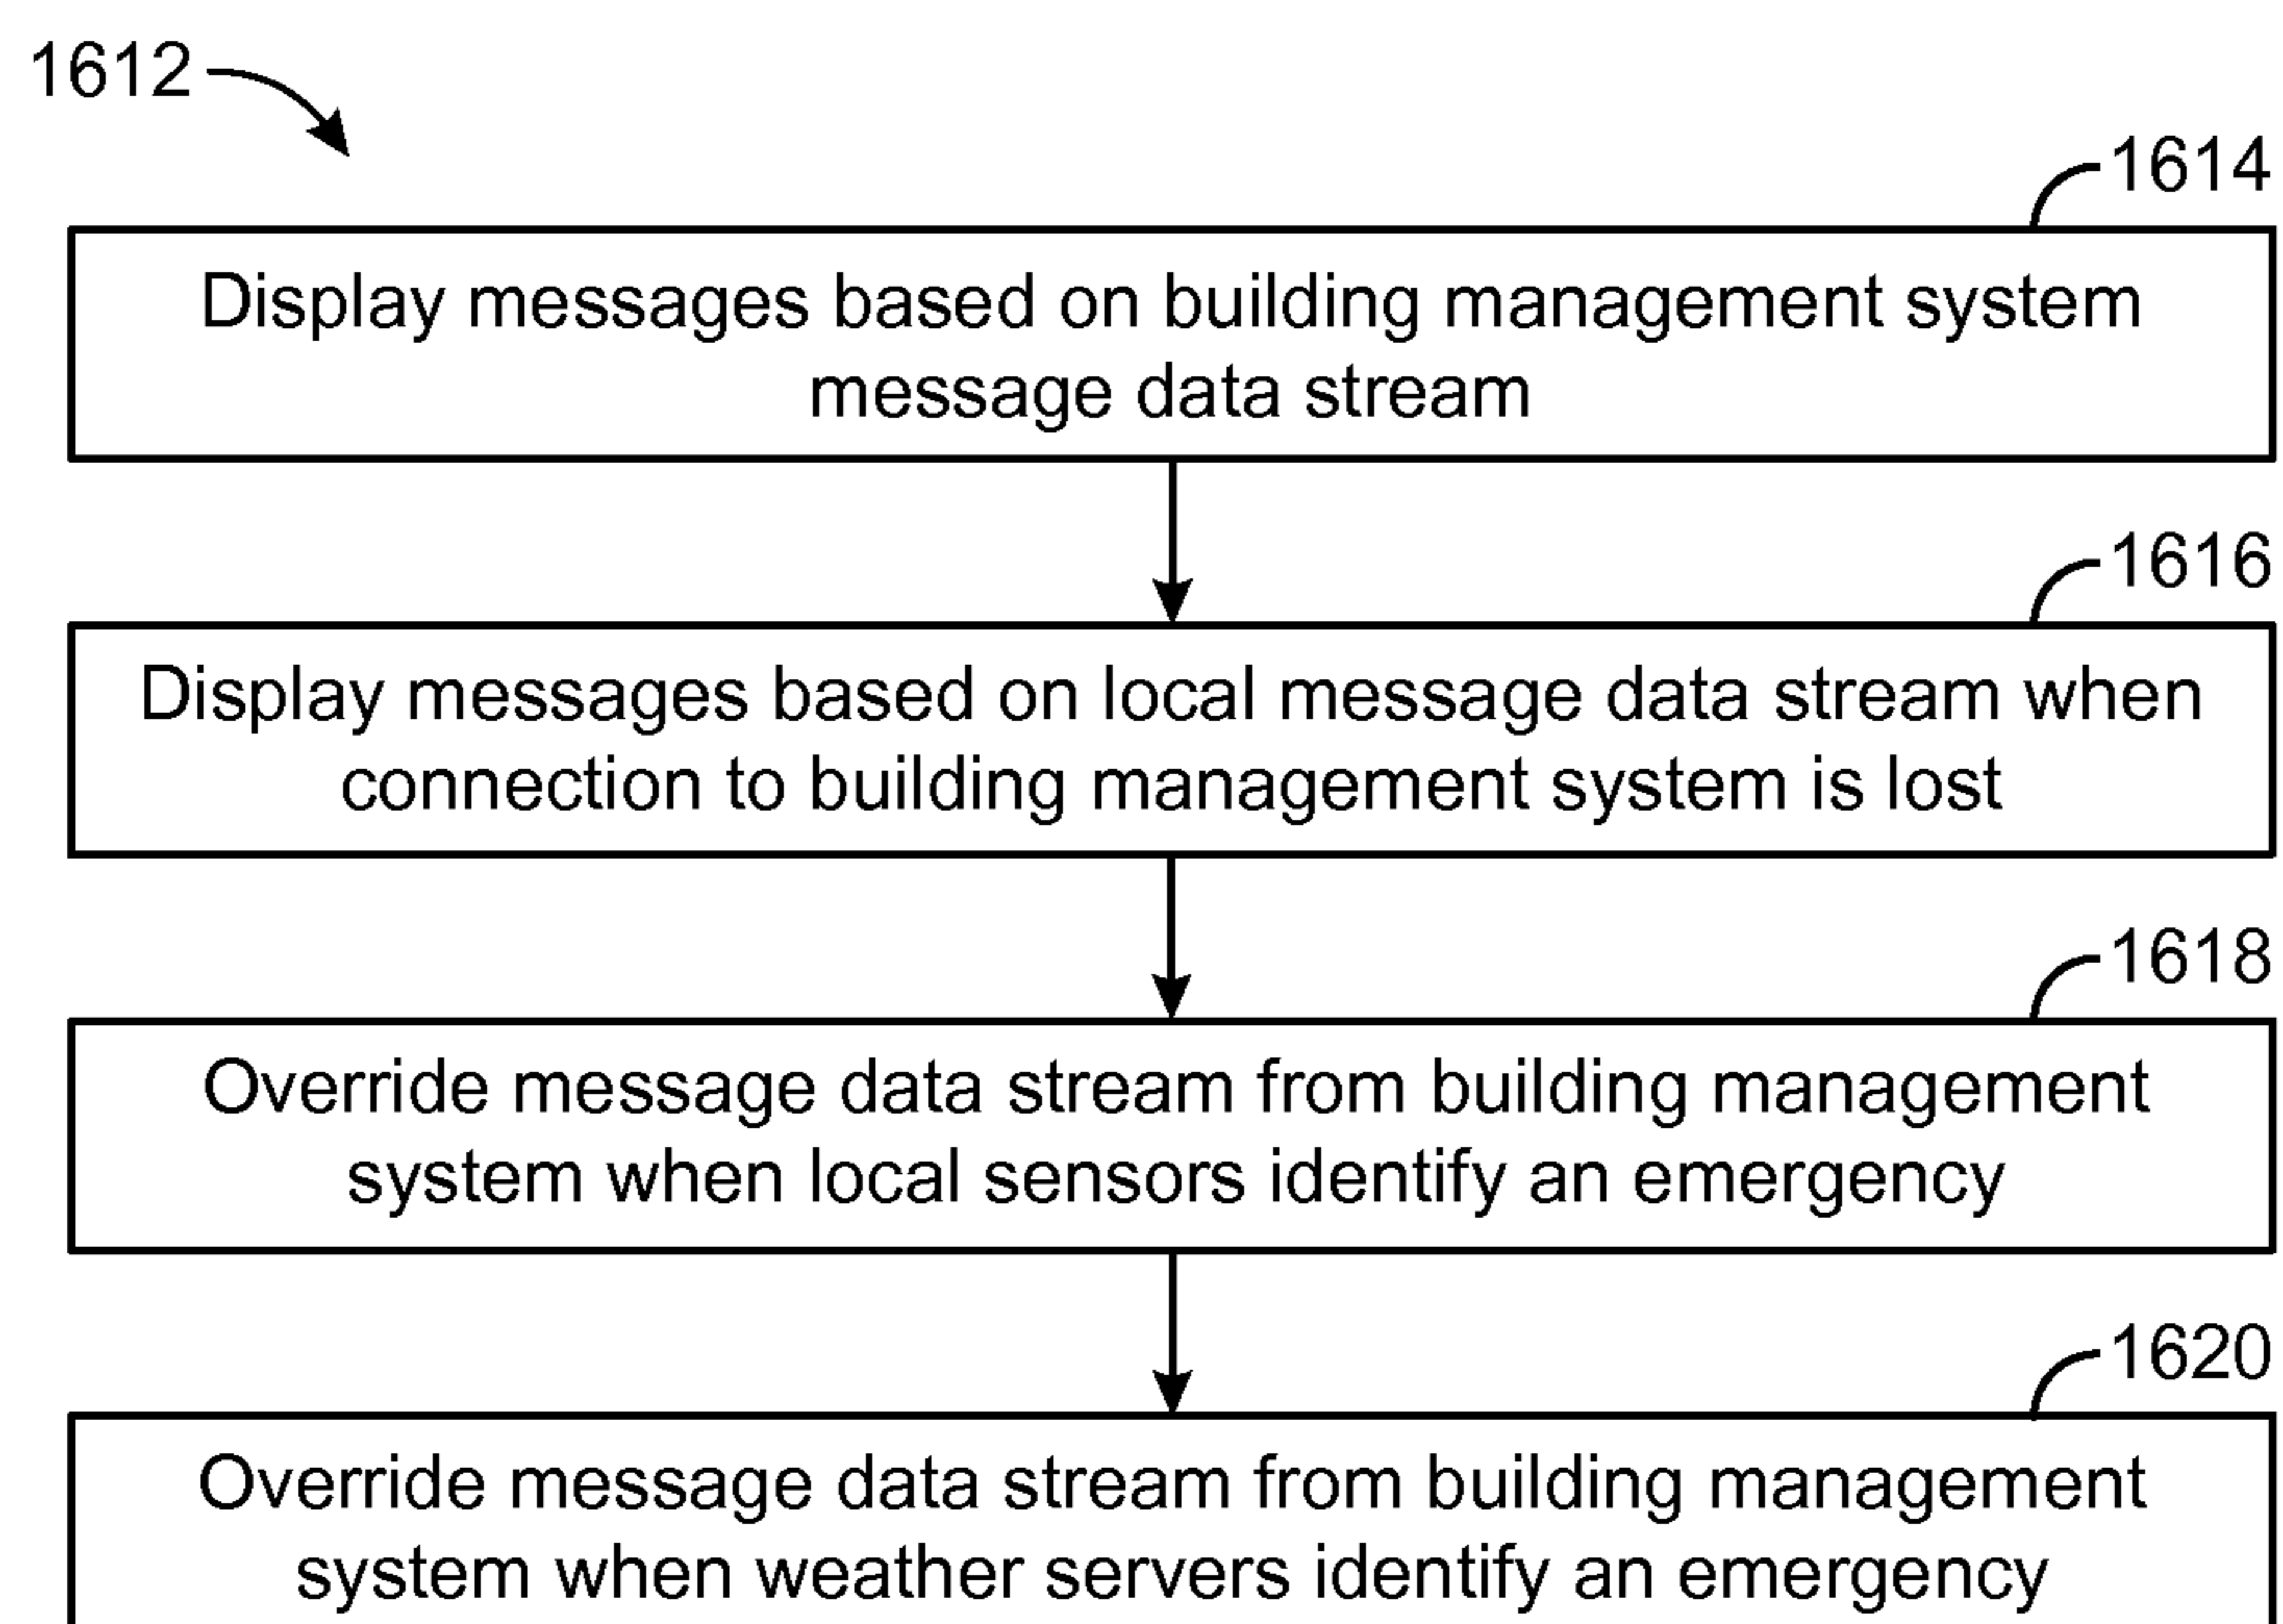 1612
1614
Display messages based on building management system
message data stream
1616
Display messages based on local message data stream when
connection to building management system is lost
1618
Override message data stream from building management
system when local sensors identify an emergency
1620
Override message data stream from building management
system when weather servers identify an emergency